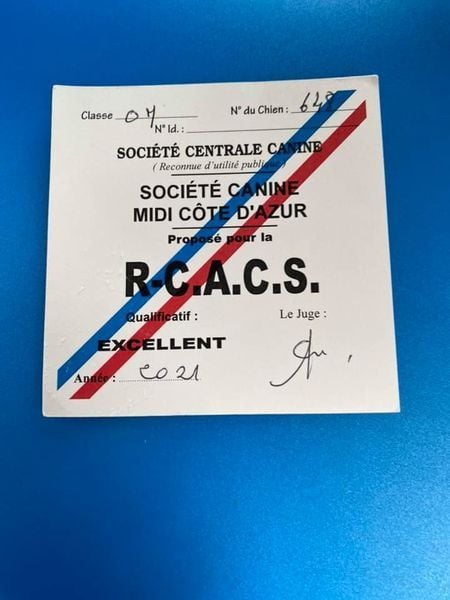 Classe OM N° du Chien : 648
N° Id. :
SOCIÉTÉ CENTRALE CANINE
( Reconnue d'utilité publique )
SOCIÉTÉ CANINE
MIDI CÔTE D'AZUR
Proposé pour la
R-C.A.C.S.
Qualificatif : Le Juge :
EXCELLENT
Année : 2021